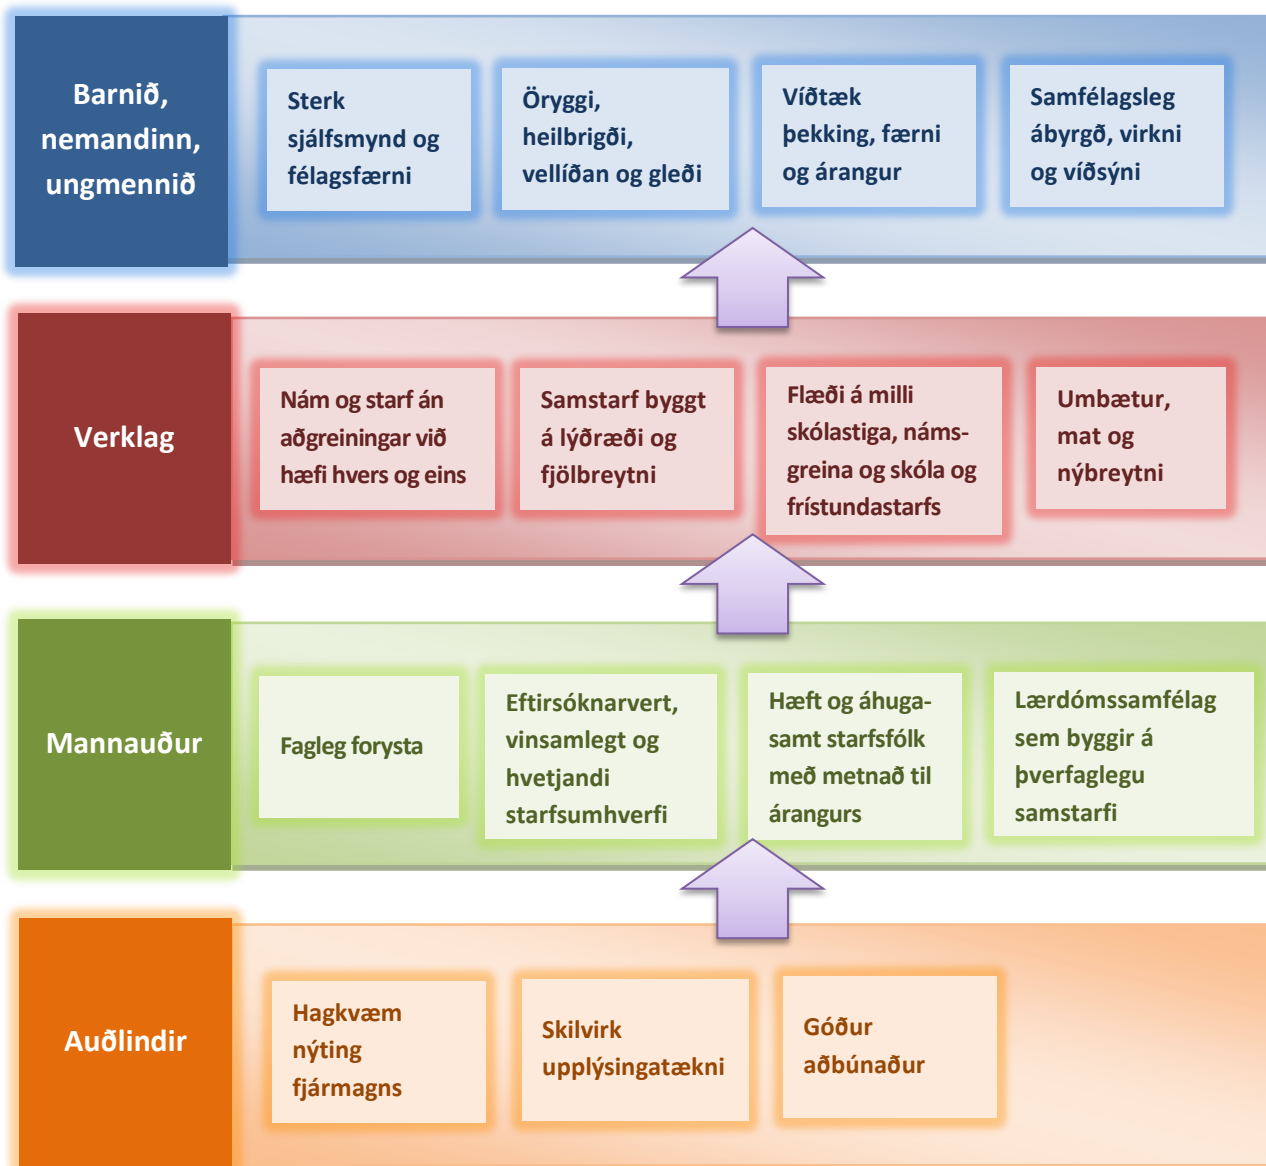 Barnið,
nemandinn,
ungmennið
Sterk
sjálfsmynd og
félagsfærni
Öryggi,
heilbrigði,
vellíðan og gleði
Víðtæk
þekking, færni
og árangur
Samfélagsleg
ábyrgð, virkni
og víðsýni
Verklag
Nám og starf án
aðgreiningar við
hæfi hvers og eins
Samstarf byggt
á lýðræði og
fjölbreytni
Flæði á milli
skólastiga, náms-
greina og skóla og
frístundastarfs
Umbætur,
mat og
nýbreytni
Mannauður
Fagleg forysta
Eftirsóknarvert,
vinsamlegt og
hvetjandi
starfsumhverfi
Hæft og áhuga-
samt starfsfólk
með metnað til
árangurs
Lærdómssamfélag
sem byggir á
þverfaglegu
samstarfi
Auðlindir
Hagkvæm
nýting
fjármagns
Skilvirk
upplýsingatækni
Góður
aðbúnaður